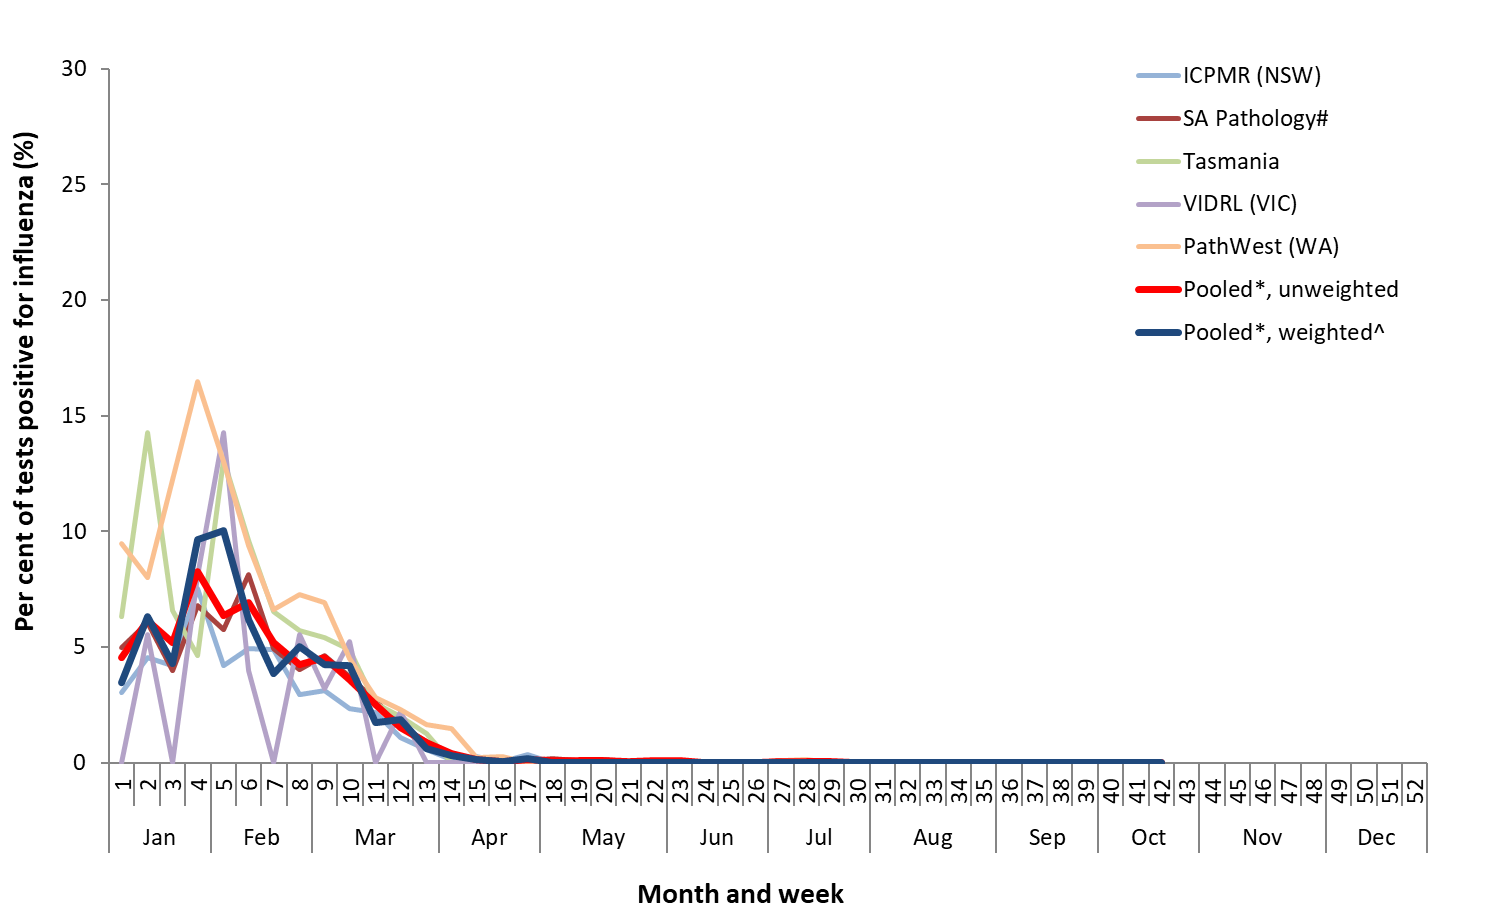 Per cent of tests positive for influenza (%)
30
25
20
15
10
5
0
ICPMR (NSW)
SA Pathology#
Tasmania
VIDRL (VIC)
PathWest (WA)
Pooled*, unweighted
Pooled*, weighted^
1 2 3 4 5 6 7 8 9 10 11 12 13 14 15 16 17 18 19 20 21 22 23 24 25 26 27 28 29 30 31 32 33 34 35 36 37 38 39 40 41 42 43 44 45 46 47 48 49 50 51 52
Jan Feb Mar Apr May Jun Jul Aug Sep Oct Nov Dec
Month and week